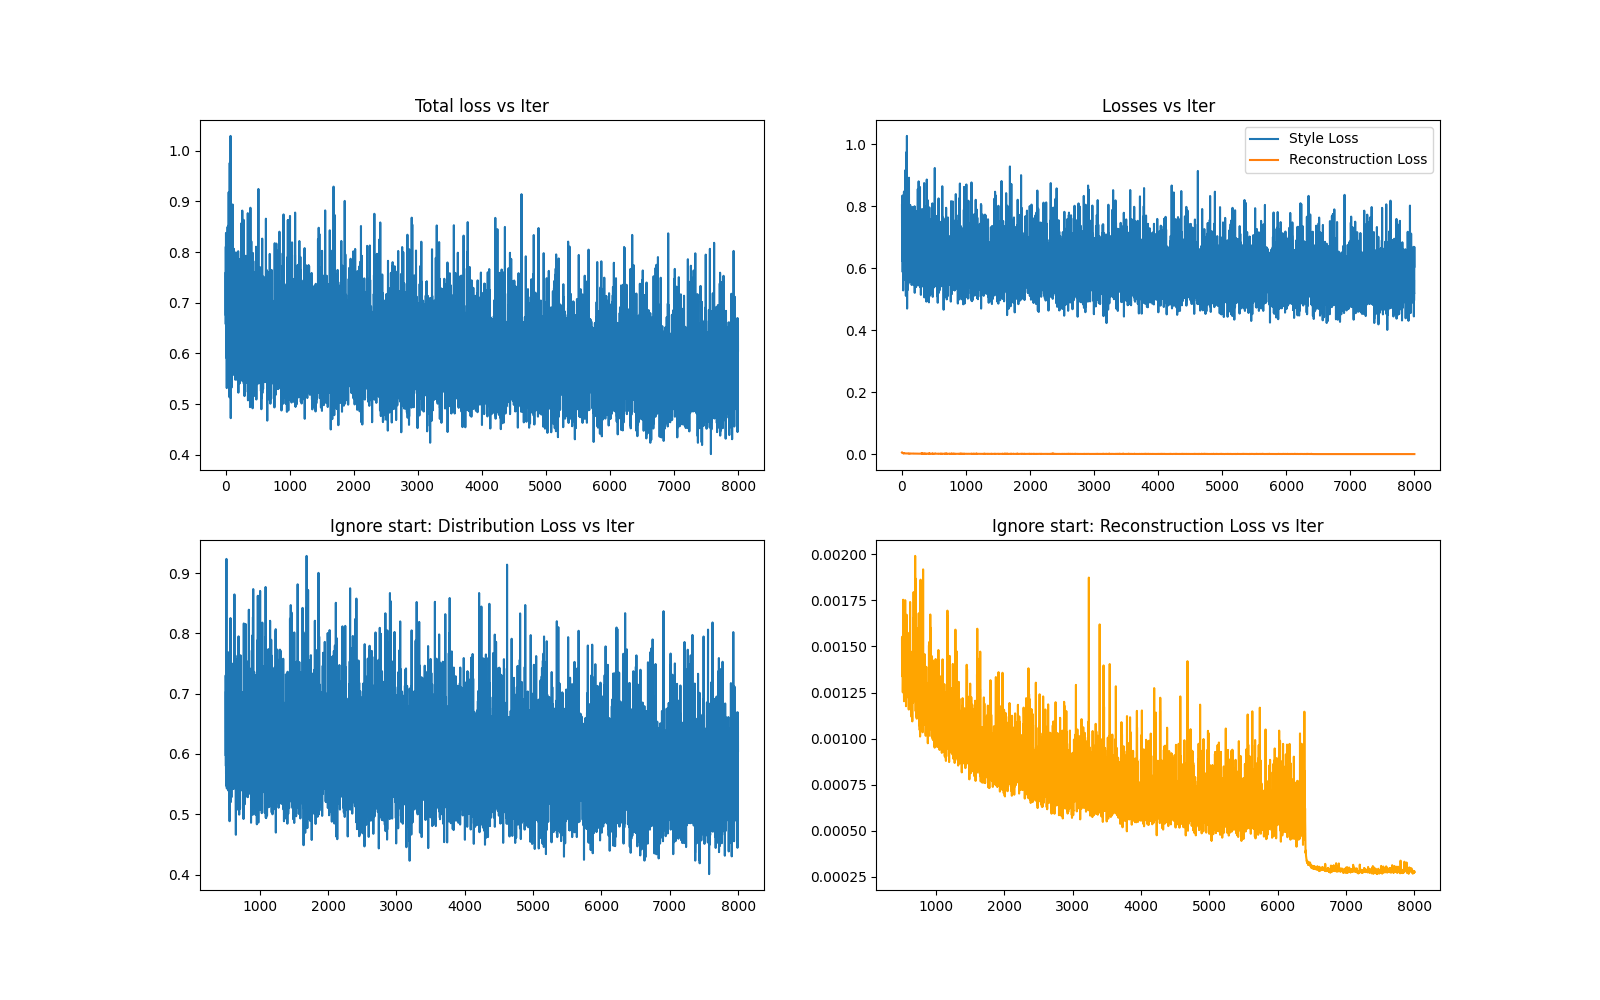 Total loss vs Iter
1.0
0.9
0.8
0.7
0.6
0.5
0.4
0 1000 2000 3000 4000 5000 6000 7000 8000
Losses vs Iter
Style Loss
Reconstruction Loss
1.0
0.8
0.6
0.4
0.2
0.0
0 1000 2000 3000 4000 5000 6000 7000 8000
Ignore start: Distribution Loss vs Iter
0.9
0.8
0.7
0.6
0.5
0.4
1000 2000 3000 4000 5000 6000 7000 8000
Ignore start: Reconstruction Loss vs Iter
0.00200
0.00175
0.00150
0.00125
0.00100
0.00075
0.00050
0.00025
1000 2000 3000 4000 5000 6000 7000 8000